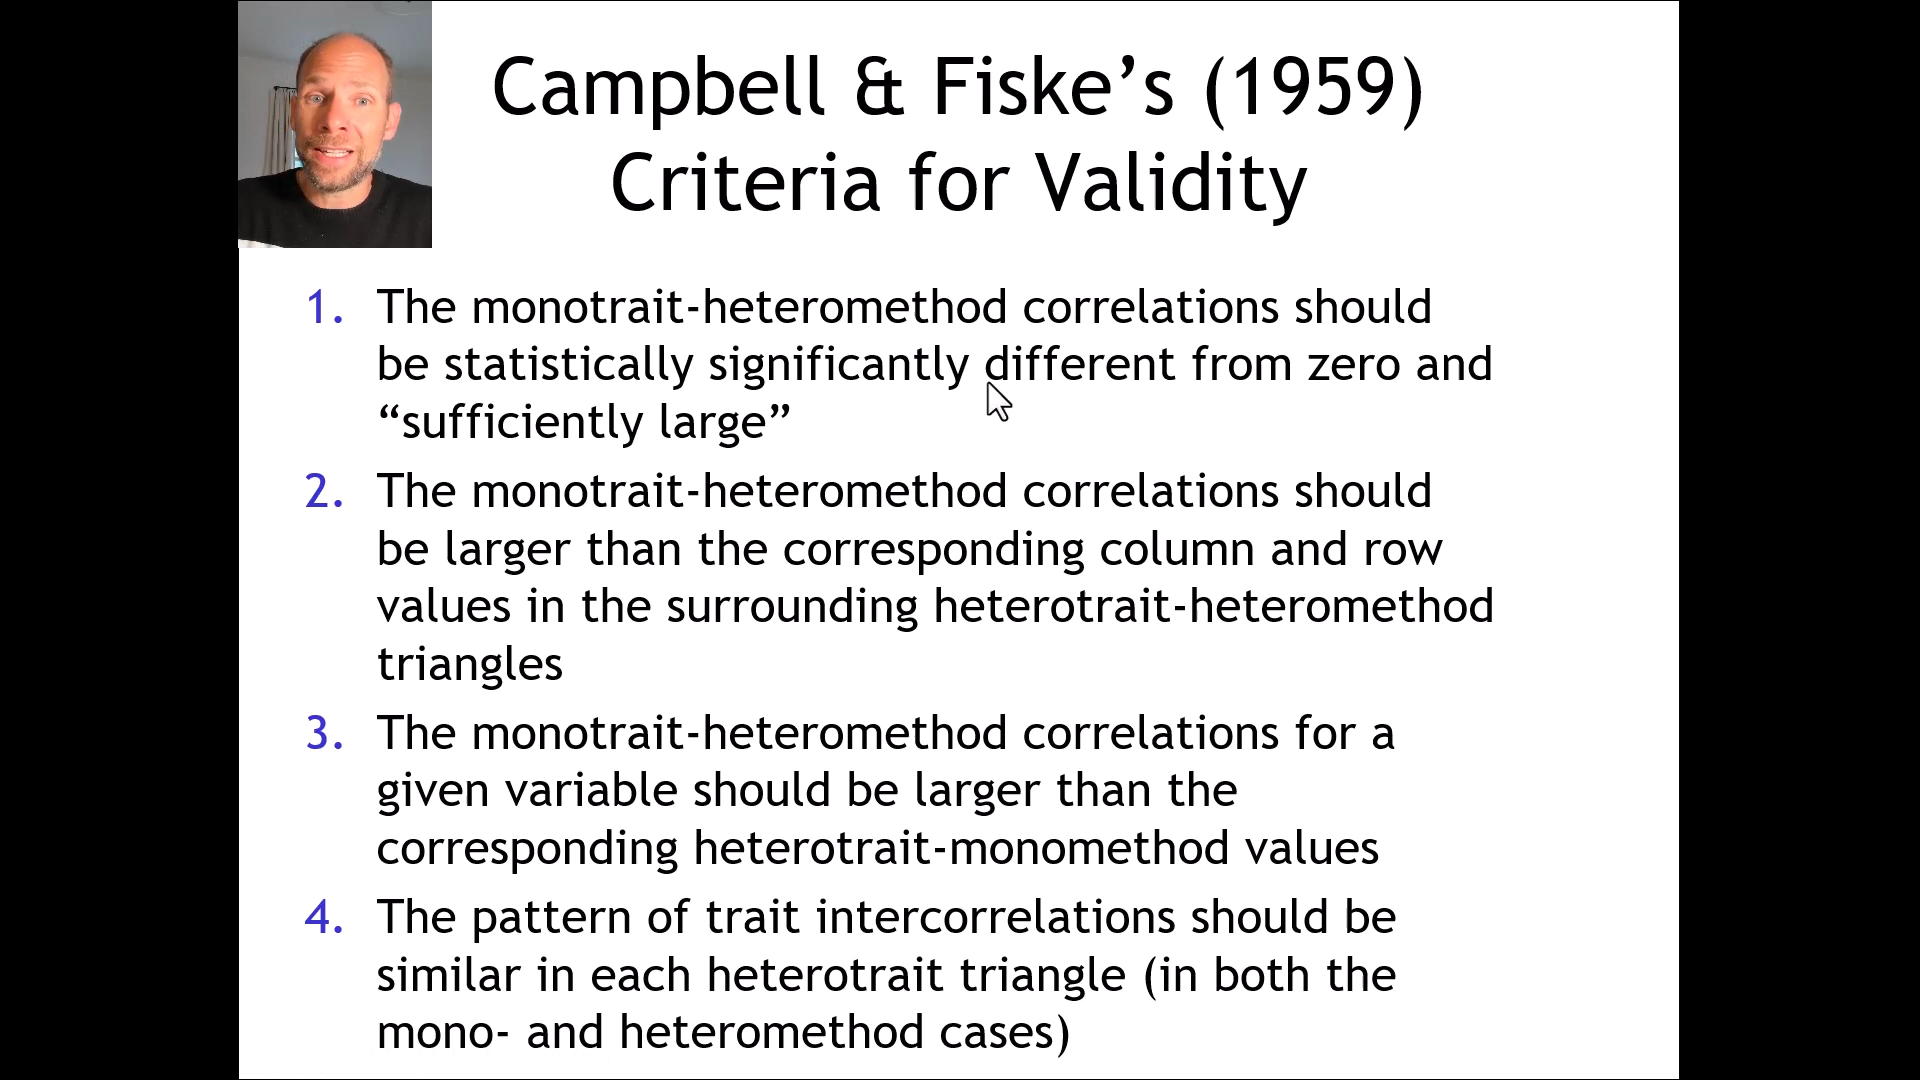 Campbell & Fiske’s (1959)
Criteria for Validity
1. The monotrait-heteromethod correlations should
be statistically significantly different from zero and
“sufficiently large”
2. The monotrait-heteromethod correlations should
be larger than the corresponding column and row
values in the surrounding heterotrait-heteromethod
triangles
3. The monotrait-heteromethod correlations for a
given variable should be larger than the
corresponding heterotrait-monomethod values
4. The pattern of trait intercorrelations should be
similar in each heterotrait triangle (in both the
mono- and heteromethod cases)